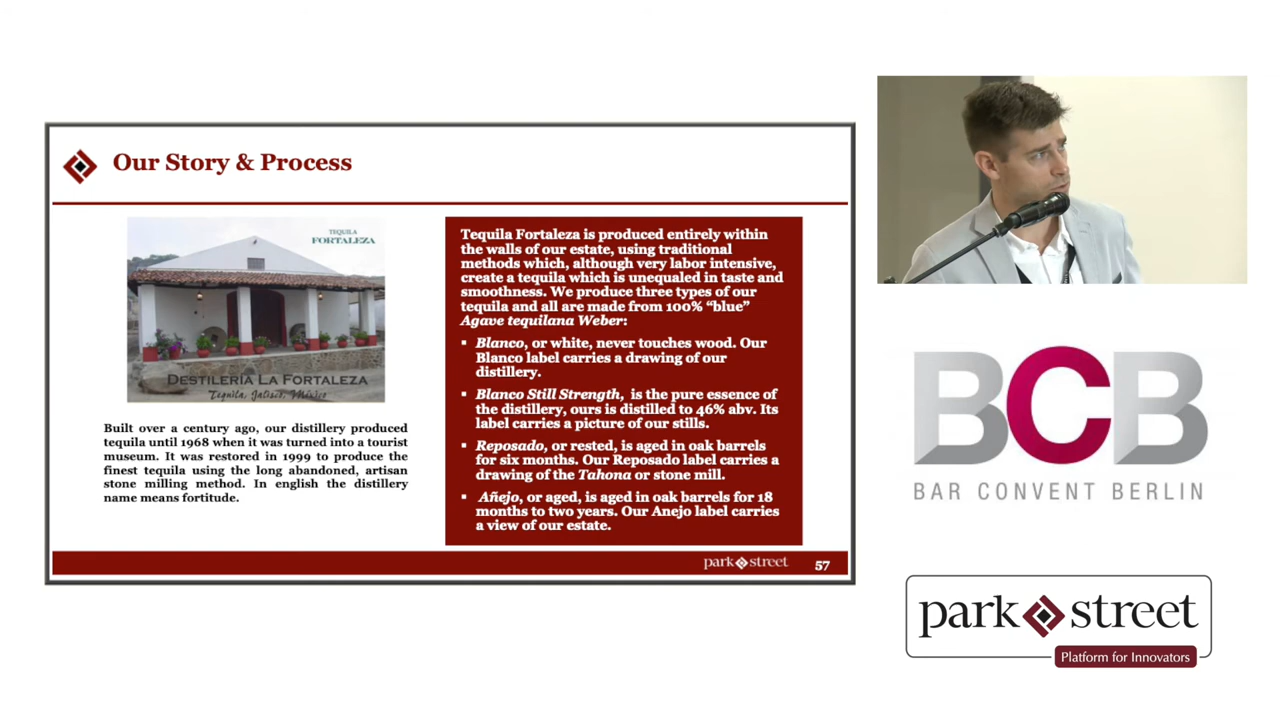 Our Story & Process
TEQUILA
FORTALEZA
DESTILERÍA LA FORTALEZA
Tequila, Jalisco, México
Built over a century ago, our distillery produced
tequila until 1968 when it was turned into a tourist
museum. It was restored in 1999 to produce the
finest tequila using the long abandoned, artisan
stone milling method. In english the distillery
name means fortitude.
Tequila Fortaleza is produced entirely within
the walls of our estate, using traditional
methods which, although very labor intensive,
create a tequila which is unequaled in taste and
smoothness. We produce three types of our
tequila and all are made from 100% “blue”
Agave tequilana Weber:
▪ Blanco, or white, never touches wood. Our
Blanco label carries a drawing of our
distillery.
▪ Blanco Still Strength, is the pure essence of
the distillery, ours is distilled to 46% abv. Its
label carries a picture of our stills.
▪ Reposado, or rested, is aged in oak barrels
for six months. Our Reposado label carries a
drawing of the Tahona or stone mill.
▪ Añejo, or aged, is aged in oak barrels for 18
months to two years. Our Anejo label carries
a view of our estate.
park street
57
BCB
BAR CONVENT BERLIN
park street
Platform for Innovators